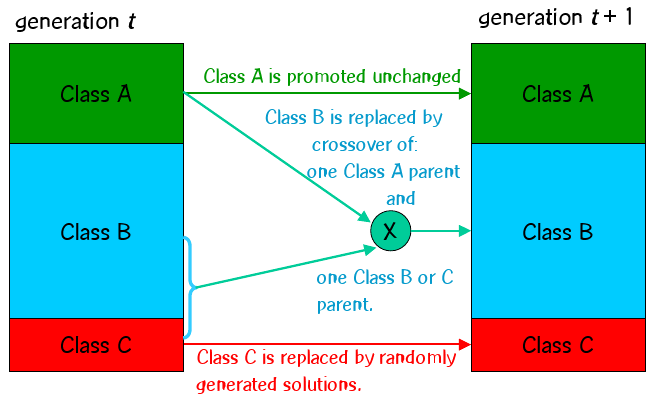 generation t
generation t + 1
Class A
Class A is promoted unchanged
Class A
Class B is replaced by
crossover of:
one Class A parent
and
Class B
X
Class B
one Class B or C
parent.
Class C
Class C is replaced by randomly
generated solutions.
Class C